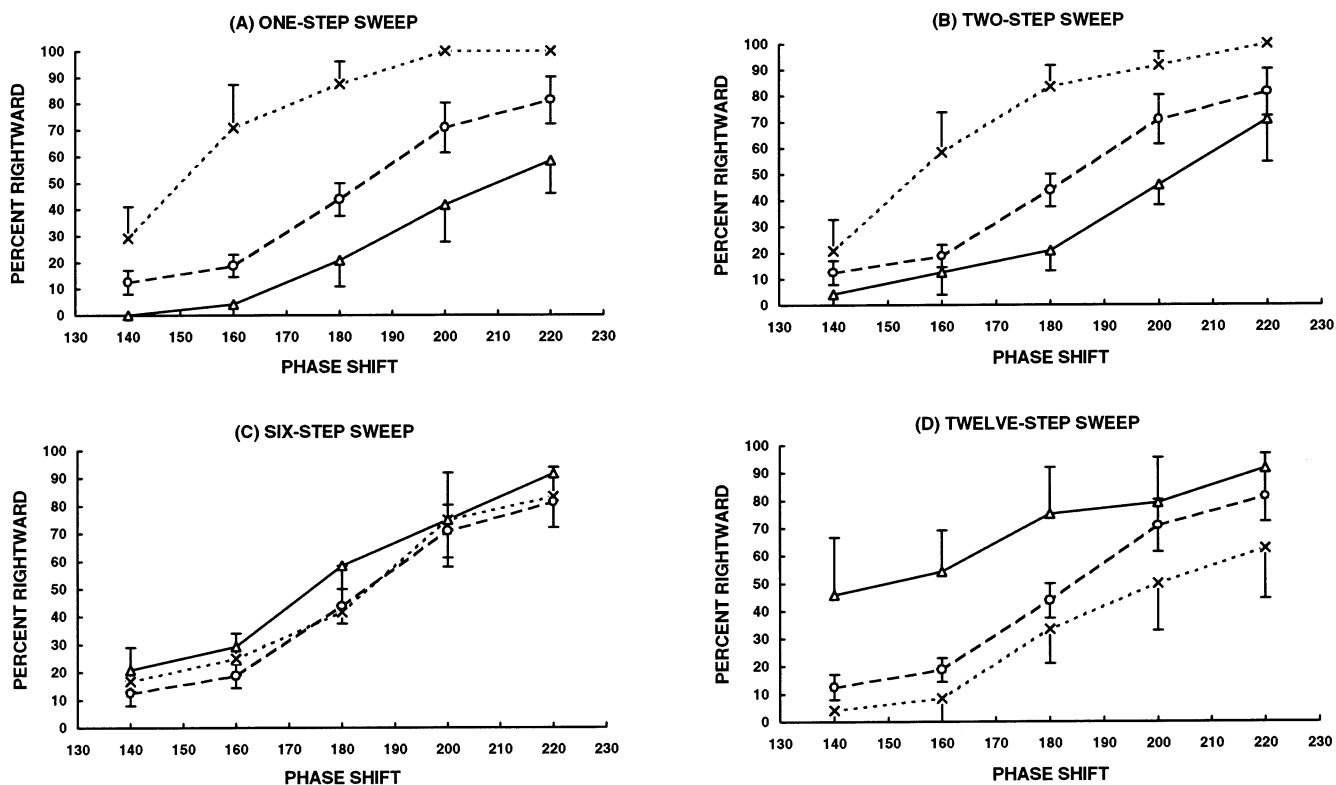 (A) ONE-STEP SWEEP
PERCENT RIGHTWARD
100
90
80
70
60
50
40
30
20
10
0
130 140 150 160 170 180 190 200 210 220 230
PHASE SHIFT
(B) TWO-STEP SWEEP
PERCENT RIGHTWARD
100
90
80
70
60
50
40
30
20
10
0
130 140 150 160 170 180 190 200 210 220 230
PHASE SHIFT
(C) SIX-STEP SWEEP
PERCENT RIGHTWARD
100
90
80
70
60
50
40
30
20
10
0
130 140 150 160 170 180 190 200 210 220 230
PHASE SHIFT
(D) TWELVE-STEP SWEEP
PERCENT RIGHTWARD
100
90
80
70
60
50
40
30
20
10
0
130 140 150 160 170 180 190 200 210 220 230
PHASE SHIFT